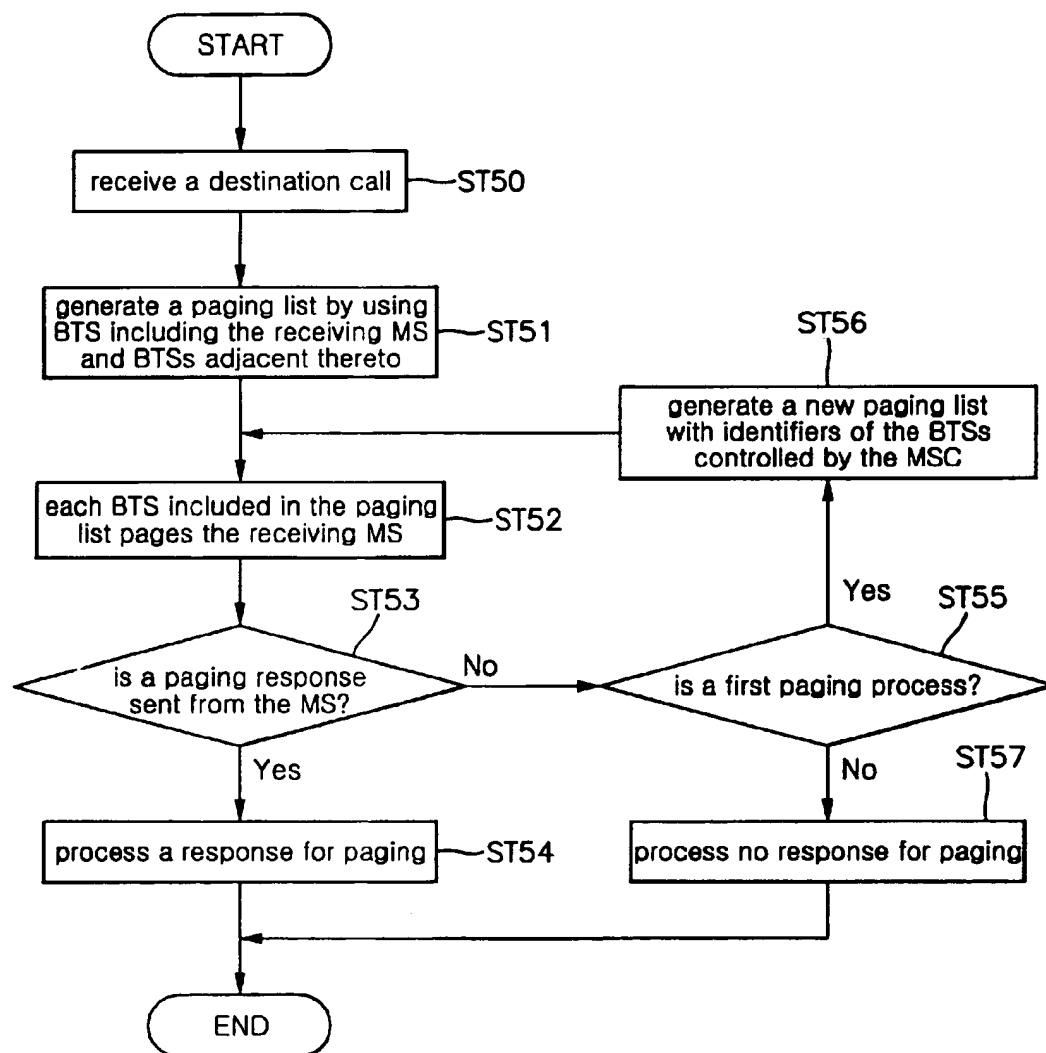 START
receive a destination call
ST50
generate a paging list by using
BTS including the receiving MS
and BTSs adjacent thereto
ST51
ST56
generate a new paging list
with identifiers of the BTSs
controlled by the MSC
each BTS included in the paging
list pages the receiving MS
ST52
Yes
ST53
ST55
is a paging response
sent from the MS?
No
is a first paging process?
Yes
No
ST57
process a response for paging
ST54
process no response for paging
END